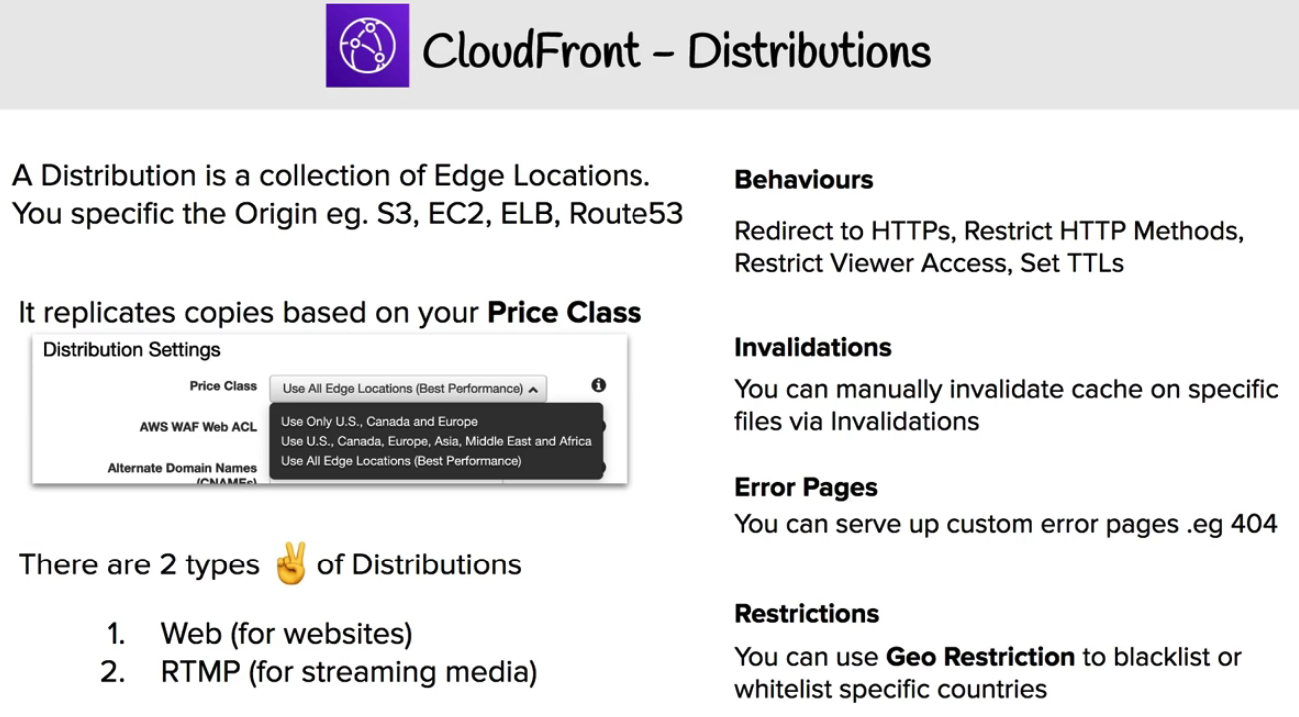 CloudFront – Distributions
A Distribution is a collection of Edge Locations.
You specific the Origin eg. S3, EC2, ELB, Route53
It replicates copies based on your Price Class
Distribution Settings
Price Class
Use All Edge Locations (Best Performance)
AWS WAF Web ACL
Use Only U.S., Canada and Europe
Use U.S., Canada, Europe, Asia, Middle East and Africa
Use All Edge Locations (Best Performance)
Alternate Domain Names
(CNAMEs)
There are 2 types ✌ of Distributions
1. Web (for websites)
2. RTMP (for streaming media)
Behaviours
Redirect to HTTPs, Restrict HTTP Methods,
Restrict Viewer Access, Set TTLs
Invalidations
You can manually invalidate cache on specific
files via Invalidations
Error Pages
You can serve up custom error pages .eg 404
Restrictions
You can use Geo Restriction to blacklist or
whitelist specific countries